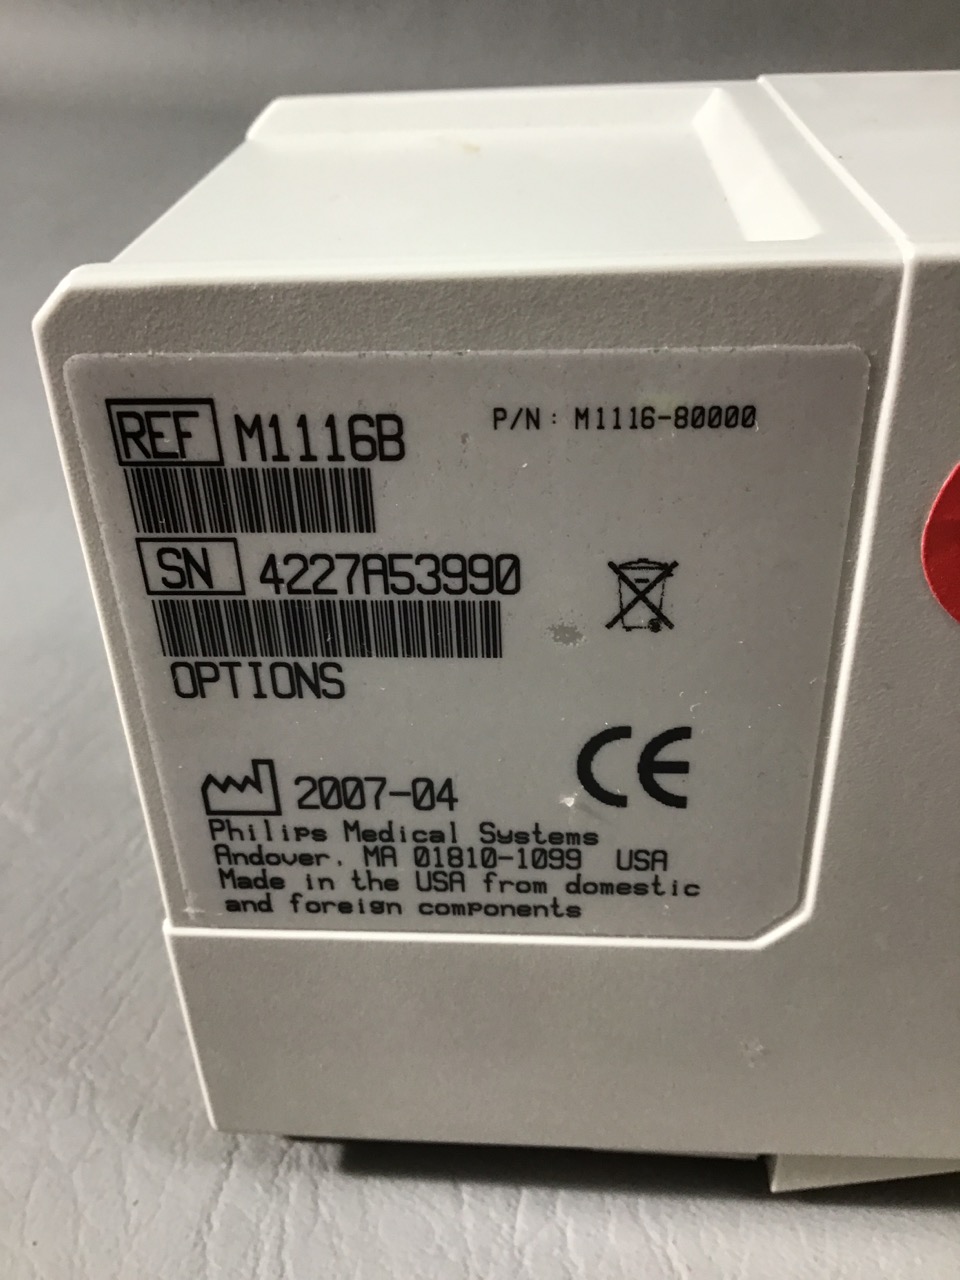 REF M1116B P/N: M1116-80000
SN 4227A53990
OPTIONS
CE
2007-04
Philips Medical Systems
Andover, MA 01810-1099 USA
Made in the USA from domestic
and foreign components